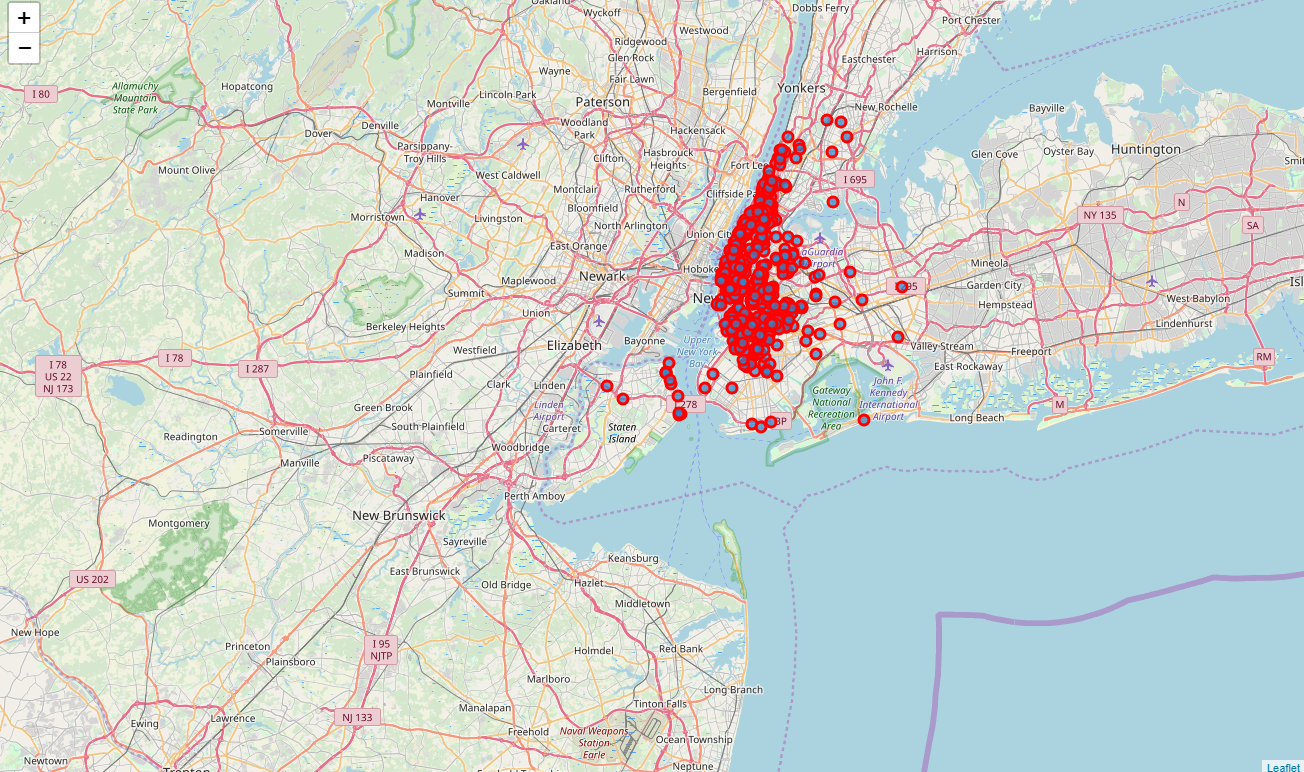 +
−
Oakland
Wyckoff
Dobbs Ferry
Port Chester
Westwood
Ridgewood
Glen Rock
Harrison
Eastchester
Wayne
Fair Lawn
I 80
Allamuchy
Mountain
State Park
Hopatcong
Lincoln Park
Montville
Paterson
Bergenfield
Yonkers
New Rochelle
Bayville
Denville
Dover
Woodland
Park
Hackensack
Parsippany-
Troy Hills
Clifton
Hasbrouck
Heights
Fort Lee
Glen Cove
Oyster Bay
Huntington
Mount Olive
West Caldwell
I 695
Hanover
Montclair
Rutherford
Cliffside Pa
Bloomfield
N
Morristown
Livingston
North Arlington
Union City
NY 135
SA
Madison
East Orange
aGuardia
Airport
Mineola
Newark
Hoboke
Maplewood
Garden City
Summit
New
Hempstead
West-Babylon
Union
Berkeley Heights
Lindenhurst
Elizabeth
Bayonne
Upper
New York
Bay
Valley Stream
Freeport
Westfield
I 78
US 22
NJ 173
I 78
I 287
East Rockaway
RM
Plainfield
Clark
Linden
John F.
Kennedy
International
Airport
Gateway
National
Recreation
Area
Green Brook
Linden
Airport
278
BP
M
Long Beach
South Plainfield
Carteret
Staten
Island
Readington
Somerville
Woodbridge
Piscataway
Manville
Perth Amboy
New Brunswick
Montgomery
Sayreville
Keansburg
East Brunswick
US 202
Old Bridge
Hazlet
Middletown
New Hope
Princeton
I 95
NJTP
Holmdel
Red Bank
Plainsboro
Marlboro
Long Branch
Manalapan
Tinton Falls
Ewing
Lawrence
NJ 133
Freehold
Naval Weapons
Station
Earle
Ocean Township
Newtown
Trenton
Neptune
Leaflet